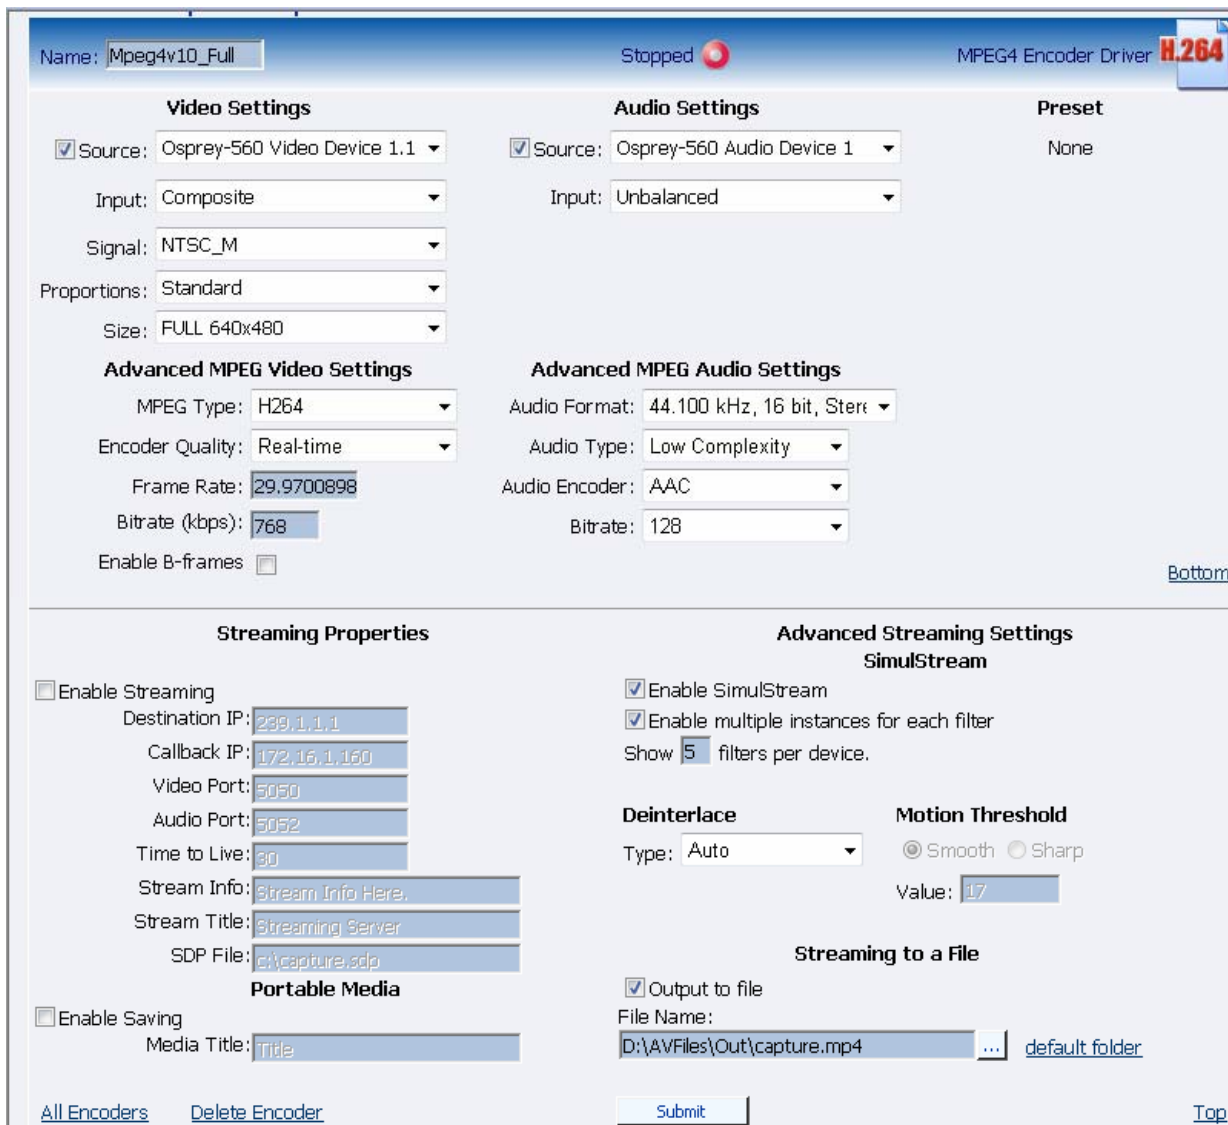 Name: Mpeg4v10_Full Stopped MPEG4 Encoder Driver H.264
Video Settings Audio Settings Preset
Source: Osprey-560 Video Device 1.1 Source: Osprey-560 Audio Device 1 None
Input: Composite Input: Unbalanced
Signal: NTSC_M
Proportions: Standard
Size: FULL 640x480
Advanced MPEG Video Settings Advanced MPEG Audio Settings
MPEG Type: H264 Audio Format: 44.100 kHz, 16 bit, Stere
Encoder Quality: Real-time Audio Type: Low Complexity
Frame Rate: 29.9700898 Audio Encoder: AAC
Bitrate (kbps): 768 Bitrate: 128
Enable B-frames
Bottom
Streaming Properties Advanced Streaming Settings
SimulStream
Enable Streaming Enable SimulStream
Destination IP: 239.1.1.1 Enable multiple instances for each filter
Callback IP: 172.16.1.160 Show 5 filters per device.
Video Port: 5050
Audio Port: 5052 Deinterlace Motion Threshold
Time to Live: 30 Type: Auto Smooth Sharp
Stream Info: Stream Info Here. Value: 17
Stream Title: Streaming Server
SDP File: c:\capture.sdp Streaming to a File
Portable Media Output to file
Enable Saving File Name:
Media Title: Title D:\AVFiles\Out\capture.mp4 ... default folder
All Encoders Delete Encoder Submit Top